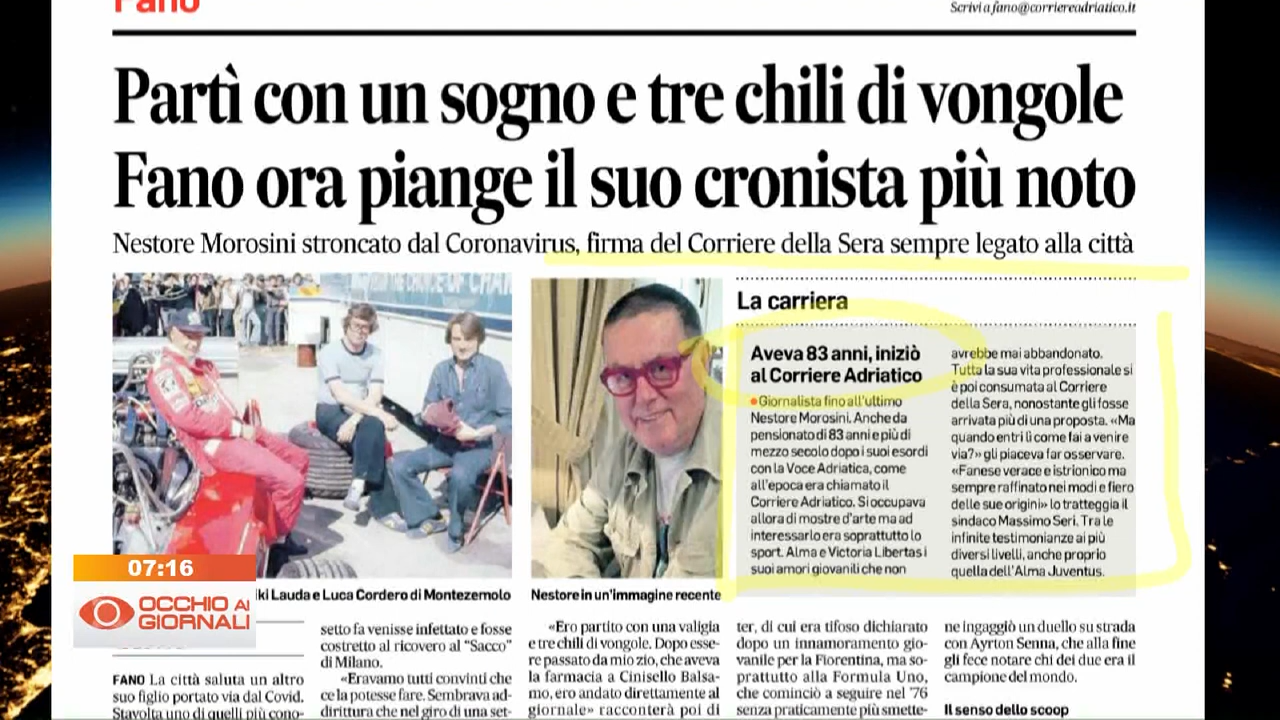 Fano
Scrivi a fano@corriereadriatico.it
Partì con un sogno e tre chili di vongole
Fano ora piange il suo cronista più noto
Nestore Morosini stroncato dal Coronavirus, firma del Corriere della Sera sempre legato alla città
La carriera
Aveva 83 anni, iniziò
al Corriere Adriatico
Giornalista fino all'ultimo
Nestore Morosini. Anche da
pensionato di 83 anni e più di
mezzo secolo dopo i suoi esordi
con la Voce Adriatica, come
all'epoca era chiamato il
Corriere Adriatico. Si occupava
allora di mostre d'arte ma ad
interessarlo era soprattutto lo
sport. Alma e Victoria Libertas i
suoi amori giovanili che non
avrebbe mai abbandonato.
Tutta la sua vita professionale si
è poi consumata al Corriere
della Sera, nonostante gli fosse
arrivata più di una proposta. «Ma
quando entri lì come fai a venire
via?» gli piaceva far osservare.
«Fanese verace e istrionico ma
sempre raffinato nei modi e fiero
delle sue origini» lo tratteggia il
sindaco Massimo Seri. Tra le
infinite testimonianze ai più
diversi livelli, anche proprio
quella dell'Alma Juventus.
07:16
OCCHIO AI
GIORNALI
iki Lauda e Luca Cordero di Montezemolo
Nestore in un'immagine recente
FANO La città saluta un altro
suo figlio portato via dal Covid.
Stavolta uno di quelli più cono-
setto fa venisse infettato e fosse
costretto al ricovero al "Sacco"
di Milano.
«Eravamo tutti convinti che
ce la potesse fare. Sembrava ad-
dirittura che nel giro di una set-
«Ero partito con una valigia
e tre chili di vongole. Dopo esse-
re passato da mio zio, che aveva
la farmacia a Cinisello Balsa-
mo, ero andato direttamente al
giornale» racconterà poi di
ter, di cui era tifoso dichiarato
dopo un innamoramento gio-
vanile per la Fiorentina, ma so-
prattutto alla Formula Uno,
che cominciò a seguire nel '76
senza praticamente più smette-
ne ingaggiò un duello su strada
con Ayrton Senna, che alla fine
gli fece notare chi dei due era il
campione del mondo.
Il senso dello scoop